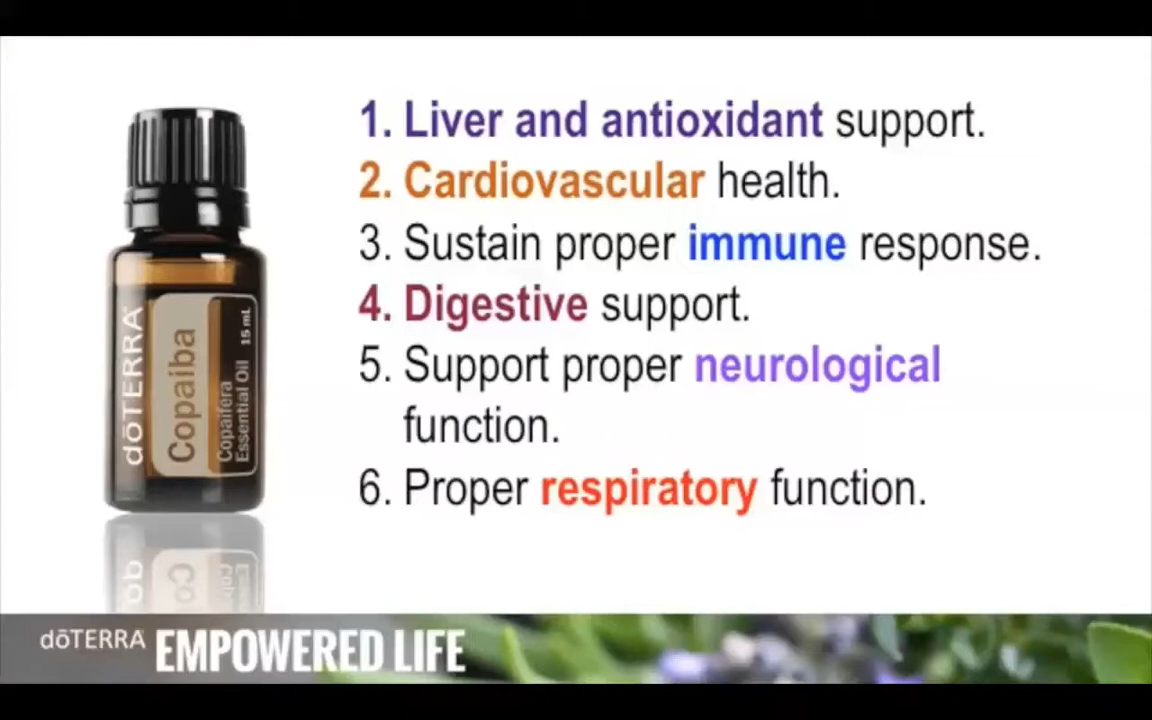 1. Liver and antioxidant support.
2. Cardiovascular health.
3. Sustain proper immune response.
4. Digestive support.
5. Support proper neurological
function.
6. Proper respiratory function.
dōTERRA
Copaiba
Copaifera
Essential Oil 15 mL
dōTERRA EMPOWERED LIFE